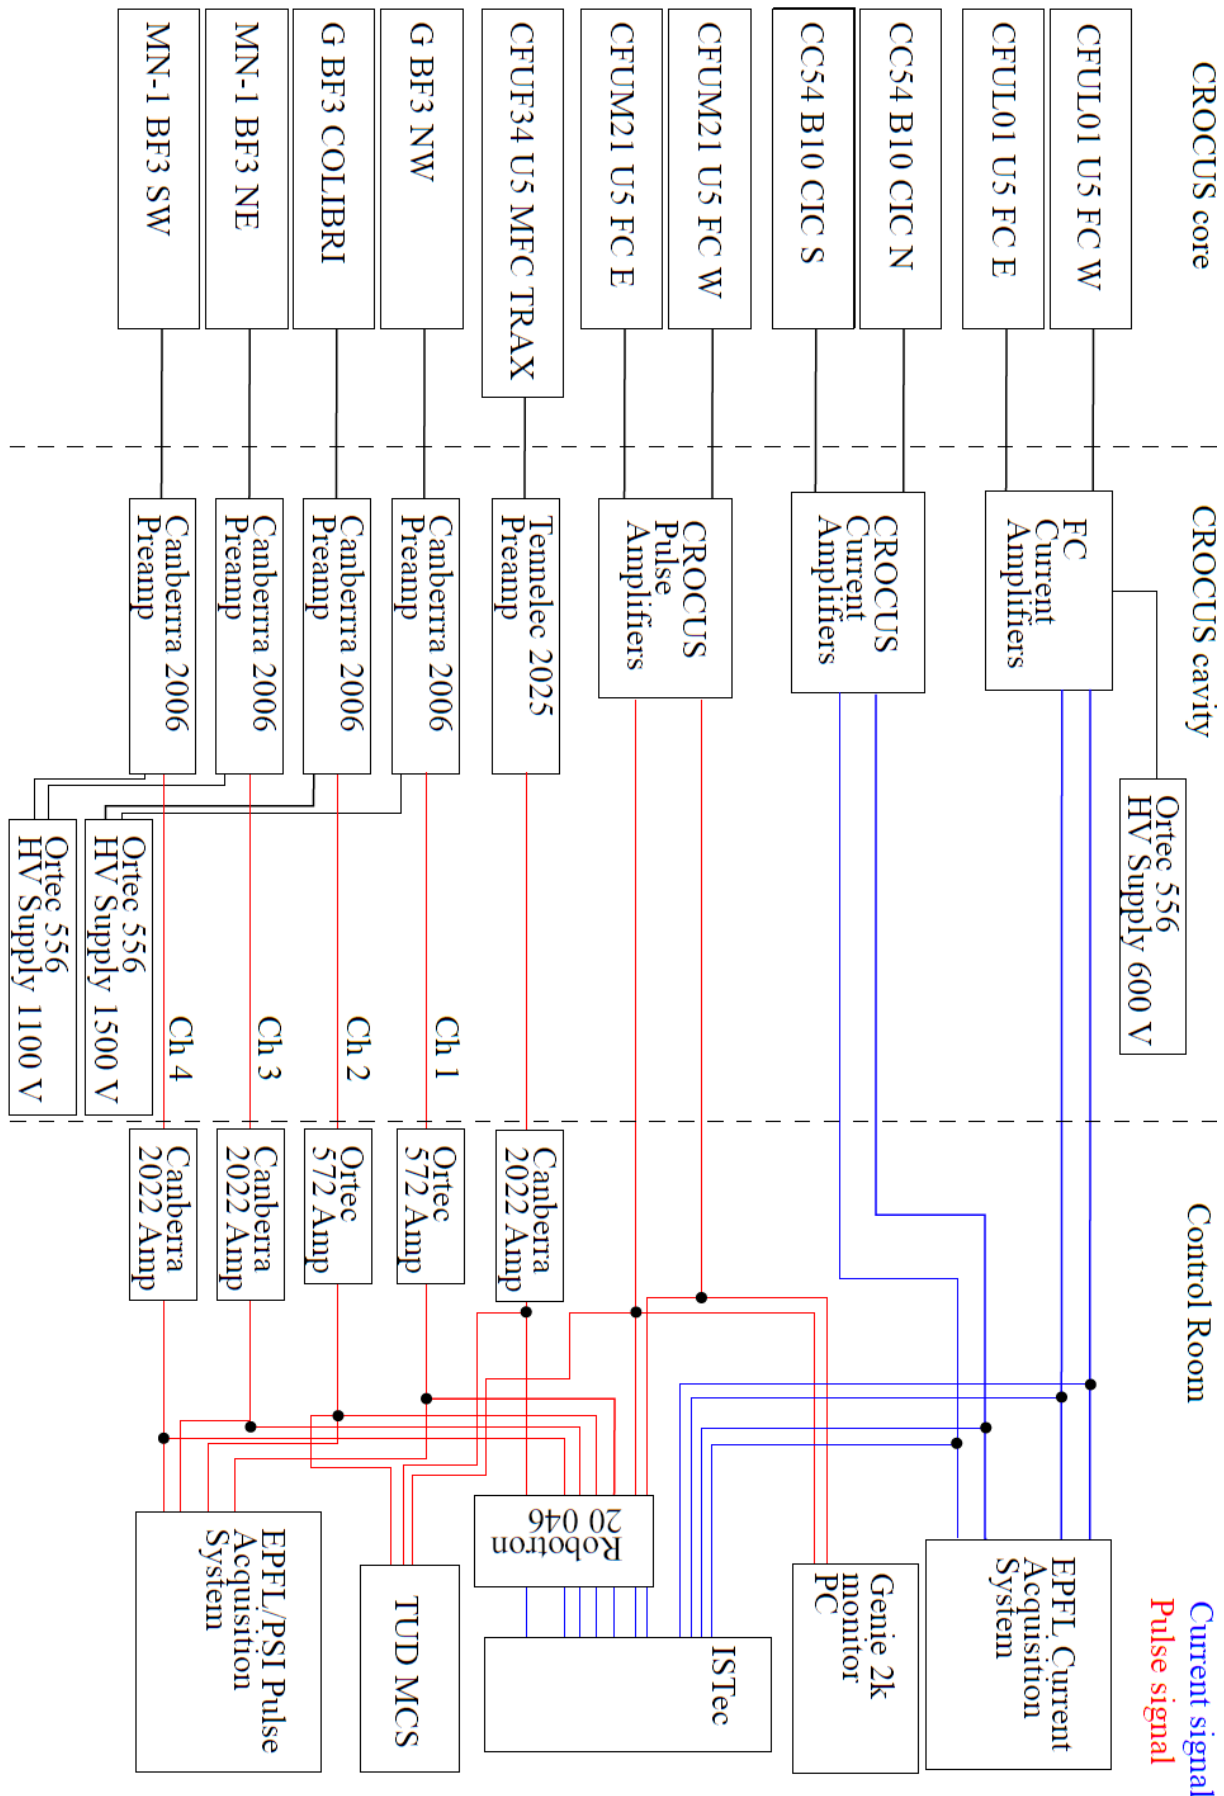 CROCUS core
CFUL01 U5 FC W
CFUL01 U5 FC E
CC54 B10 CIC N
CC54 B10 CIC S
CFUM21 U5 FC W
CFUM21 U5 FC E
CFUF34 U5 MFC TRAX
G BF3 NW
G BF3 COLIBRI
MN-1 BF3 NE
MN-1 BF3 SW
CROCUS cavity
FC
Current
Amplifiers
CROCUS
Current
Amplifiers
CROCUS
Pulse
Amplifiers
Tennelec 2025
Preamp
Canberrra 2006
Preamp
Canberrra 2006
Preamp
Canberrra 2006
Preamp
Canberrra 2006
Preamp
Ortec 556
HV Supply 600 V
Ortec 556
HV Supply 1500 V
Ortec 556
HV Supply 1100 V
Ch 1
Ch 2
Ch 3
Ch 4
Control Room
Canberra
2022 Amp
Ortec
572 Amp
Ortec
572 Amp
Canberra
2022 Amp
Canberra
2022 Amp
Robotron
20 046
EPFL Current
Acquisition
System
Genie 2k
monitor
PC
ISTec
TUD MCS
EPFL/PSI Pulse
Acquisition
System
Current signal
Pulse signal